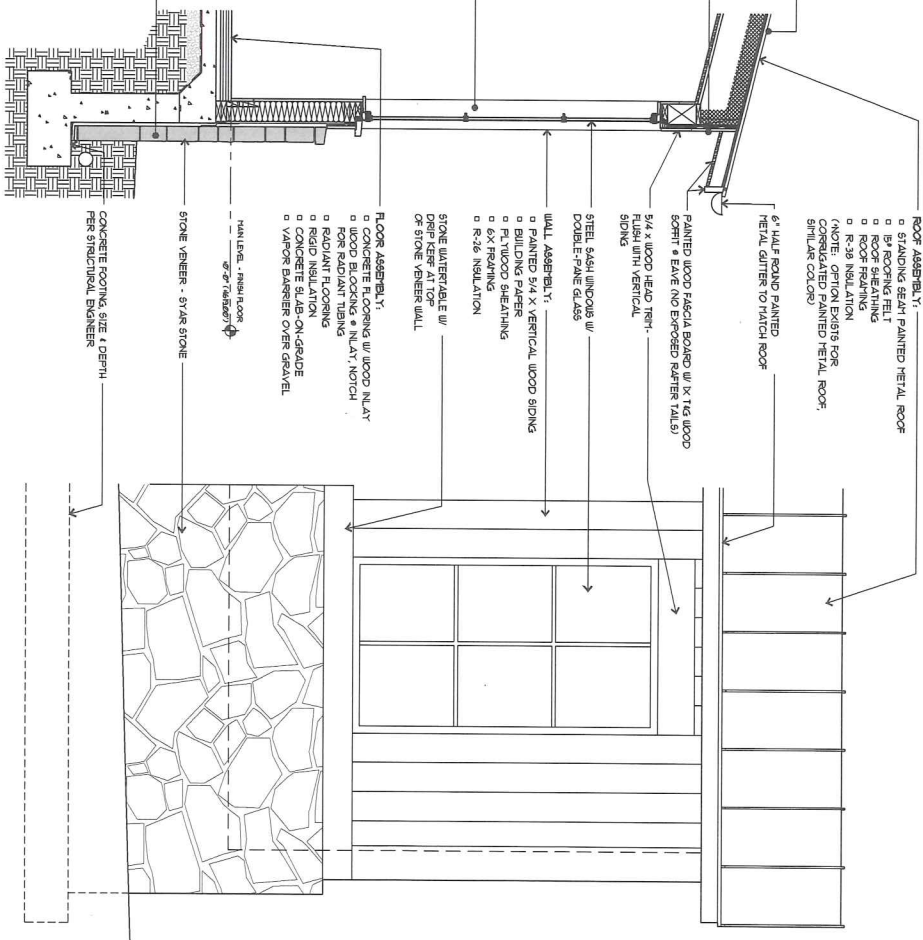 ROOF ASSEMBLY:
▫ STANDING SEAM PAINTED METAL ROOF
▫ 15# ROOFING FELT
▫ ROOF SHEATHING
▫ ROOF FRAMING
▫ R-38 INSULATION
(*NOTE: OPTION EXISTS FOR
CORRUGATED PAINTED METAL ROOF,
SIMILAR COLOR)
6" HALF ROUND PAINTED
METAL GUTTER TO MATCH ROOF
PAINTED WOOD FASCIA BOARD W/ 1X T&G WOOD
SOFFIT @ EAVE (NO EXPOSED RAFTER TAILS)
5/4 X WOOD HEAD TRIM-
FLUSH WITH VERTICAL
SIDING
STEEL SASH WINDOWS W/
DOUBLE-PANE GLASS
WALL ASSEMBLY:
▫ PAINTED 5/4 X VERTICAL WOOD SIDING
▫ BUILDING PAPER
▫ PLYWOOD SHEATHING
▫ 6X FRAMING
▫ R-26 INSULATION
STONE WATERTABLE W/
DRIP KERF AT TOP
OF STONE VENEER WALL
FLOOR ASSEMBLY:
▫ CONCRETE FLOORING W/ WOOD INLAY
▫ WOOD BLOCKING @ INLAY, NOTCH
FOR RADIANT TUBING
▫ RADIANT FLOORING
▫ RIGID INSULATION
▫ CONCRETE SLAB-ON-GRADE
▫ VAPOR BARRIER OVER GRAVEL
MAIN LEVEL - FINISH FLOOR
STONE VENEER - 5 STAR STONE
CONCRETE FOOTING, SIZE & DEPTH
PER STRUCTURAL ENGINEER